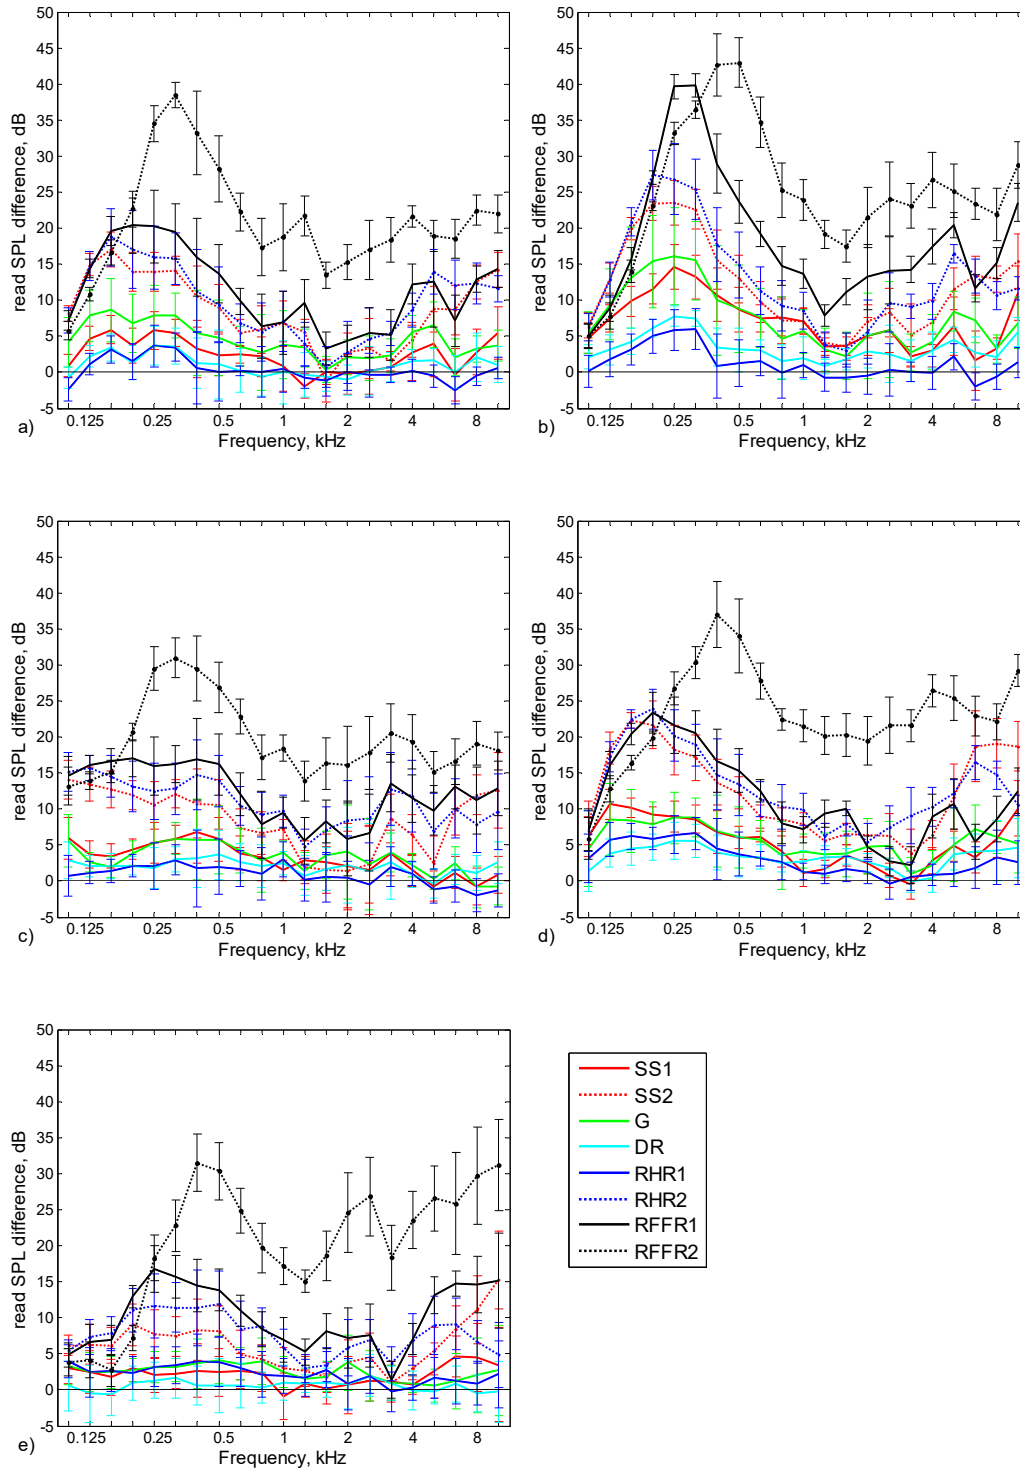 50
45
40
35
30
25
20
15
10
5
0
-5
read SPL difference, dB
0.125 0.25 0.5 1 2 4 8
Frequency, kHz
a)
50
45
40
35
30
25
20
15
10
5
0
-5
read SPL difference, dB
0.125 0.25 0.5 1 2 4 8
Frequency, kHz
b)
50
45
40
35
30
25
20
15
10
5
0
-5
read SPL difference, dB
0.125 0.25 0.5 1 2 4 8
Frequency, kHz
c)
50
45
40
35
30
25
20
15
10
5
0
-5
read SPL difference, dB
0.125 0.25 0.5 1 2 4 8
Frequency, kHz
d)
50
45
40
35
30
25
20
15
10
5
0
-5
read SPL difference, dB
0.125 0.25 0.5 1 2 4 8
Frequency, kHz
e)
SS1
SS2
G
DR
RHR1
RHR2
RFFR1
RFFR2